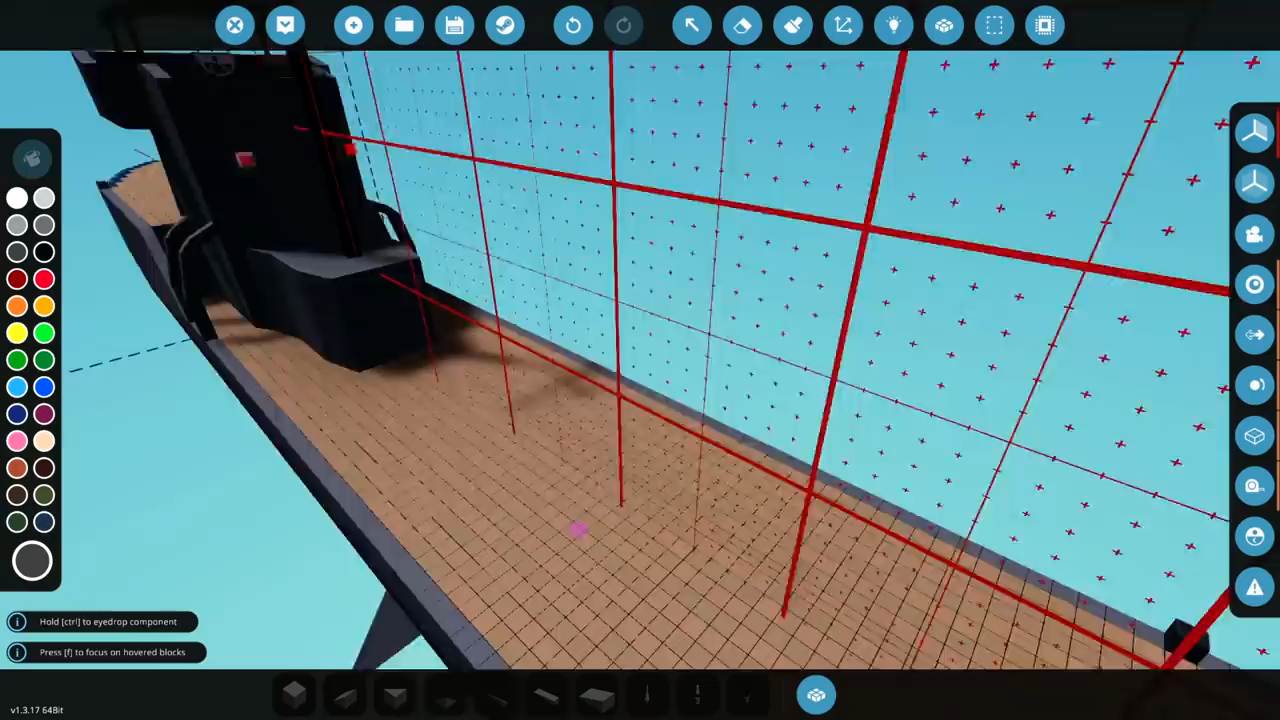 Hold [ctrl] to eyedrop component
Press [f] to focus on hovered blocks
v1.3.17 64Bit